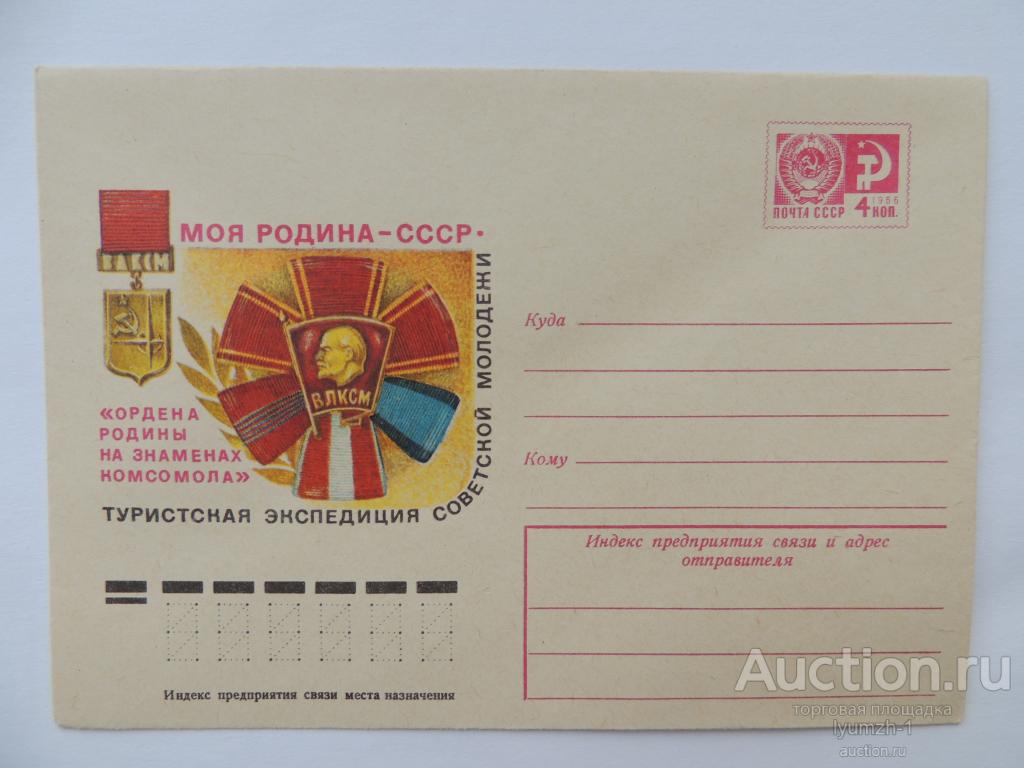 ПОЧТА СССР
1966
4 КОП.
МОЯ РОДИНА – СССР •
ВЛКСМ
ВЛКСМ
«ОРДЕНА
РОДИНЫ
НА ЗНАМЕНАХ
КОМСОМОЛА»
ТУРИСТСКАЯ ЭКСПЕДИЦИЯ СОВЕТСКОЙ МОЛОДЕЖИ
Куда
Кому
Индекс предприятия связи и адрес
отправителя
Индекс предприятия связи места назначения
Auction.ru
торговая площадка
lyumzh-1
auction.ru